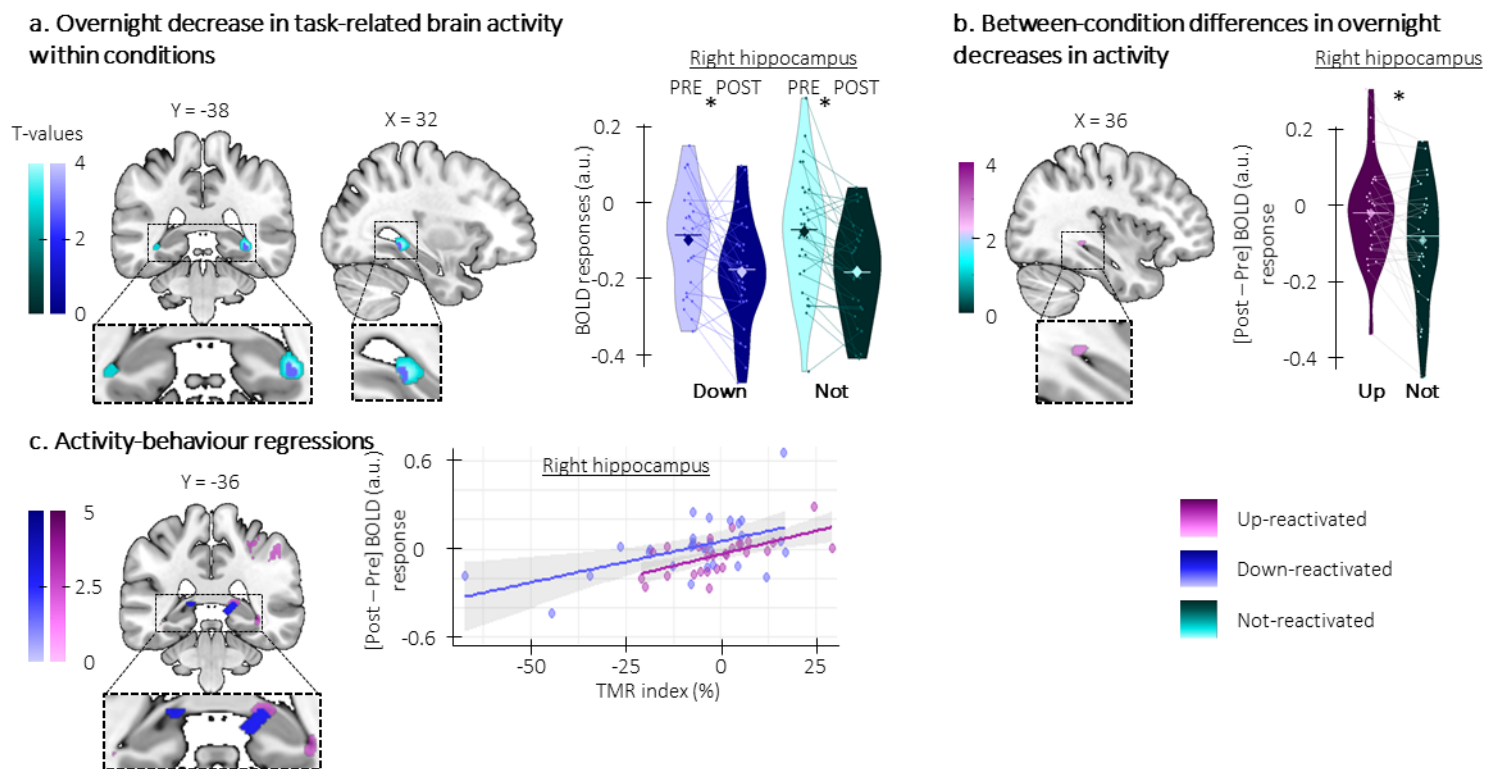 a. Overnight decrease in task-related brain activity
within conditions
Right hippocampus
PRE POST PRE POST
* *
Y = -38
X = 32
T-values
4
2
0
BOLD responses (a.u.)
0.2
0
-0.2
-0.4
Down Not
b. Between-condition differences in overnight
decreases in activity
Right hippocampus
*
X = 36
4
2
0
[Post – Pre] BOLD (a.u.)
response
0.2
0
-0.2
-0.4
Up Not
c. Activity-behaviour regressions
Y = -36
5
2.5
0
Right hippocampus
[Post – Pre] BOLD (a.u.)
response
0.6
0
-0.6
-50 -25 0 25
TMR index (%)
Up-reactivated
Down-reactivated
Not-reactivated